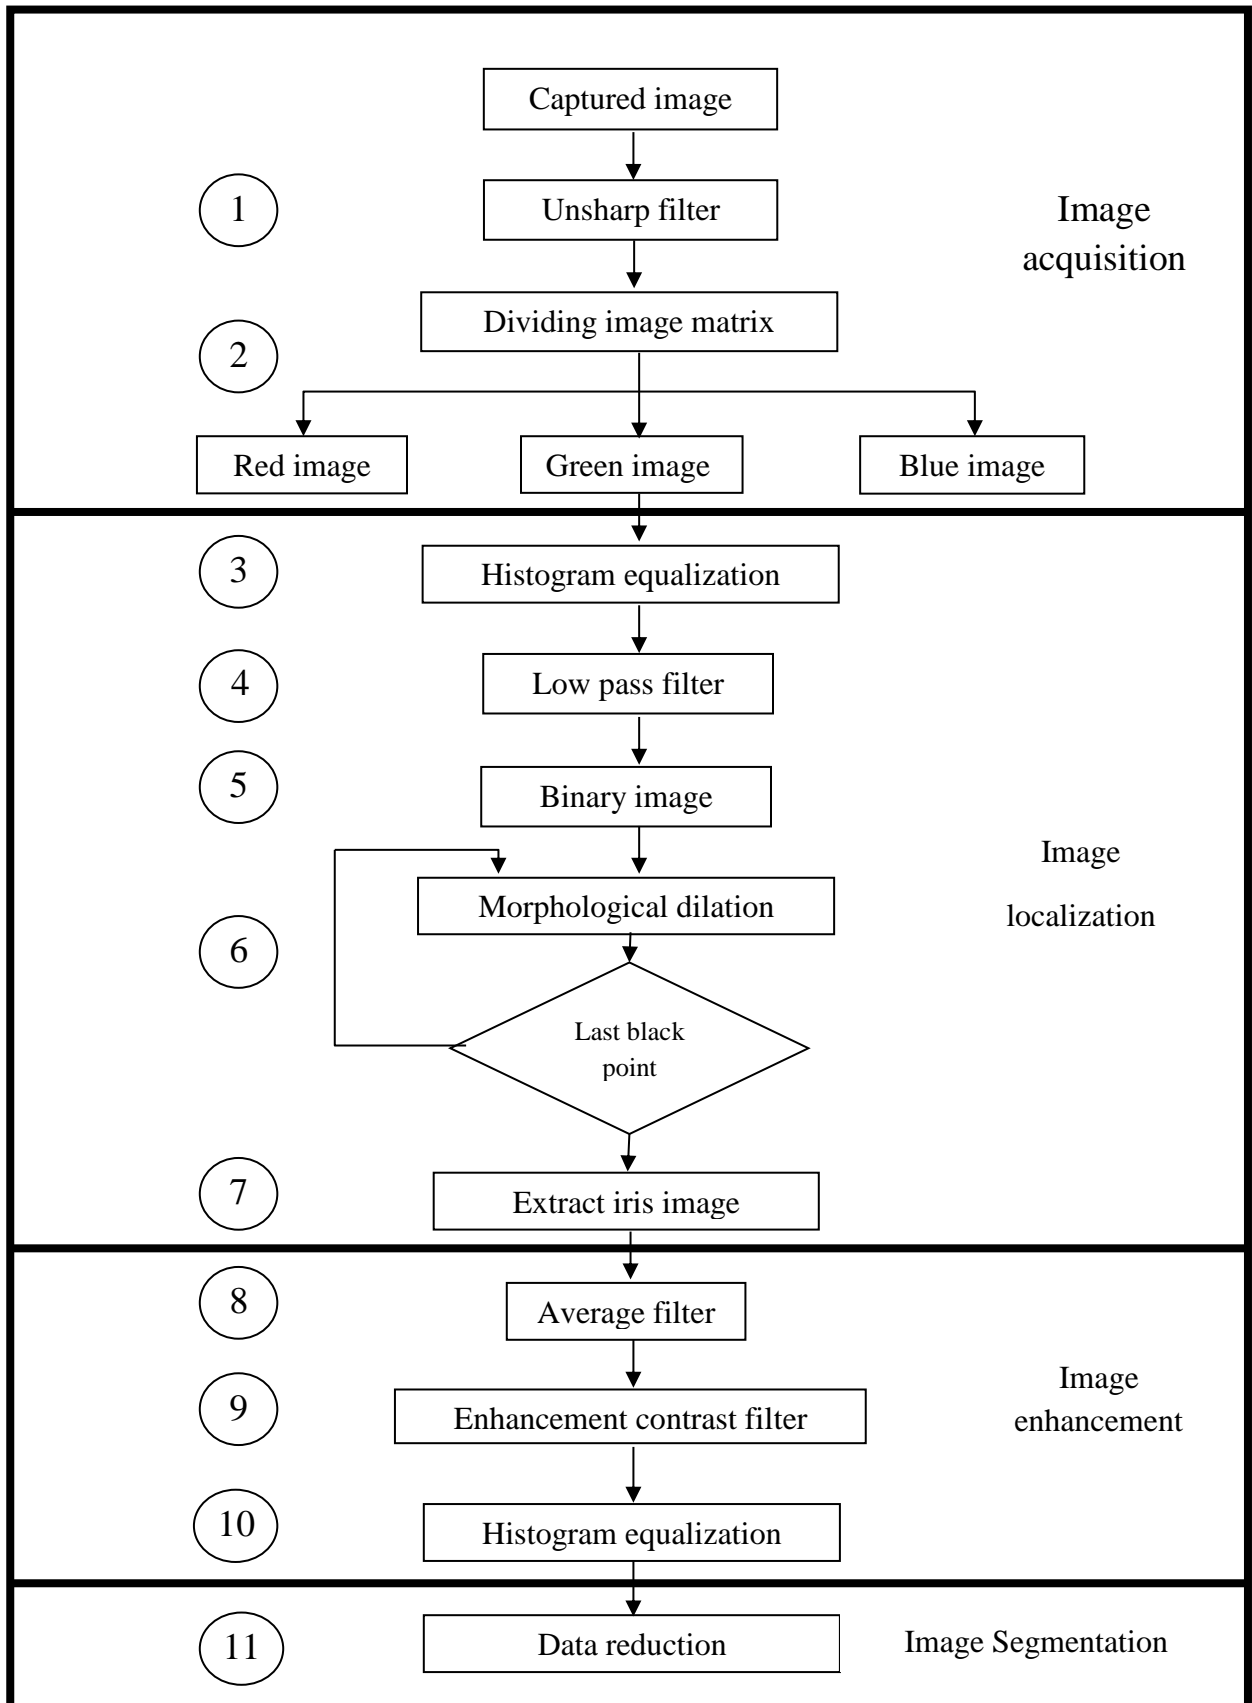 Captured image
1
Unsharp filter
Image
acquisition
Dividing image matrix
2
Red image
Green image
Blue image
3
Histogram equalization
4
Low pass filter
5
Binary image
Image
localization
Morphological dilation
6
Last black
point
7
Extract iris image
8
Average filter
9
Enhancement contrast filter
Image
enhancement
10
Histogram equalization
11
Data reduction
Image Segmentation